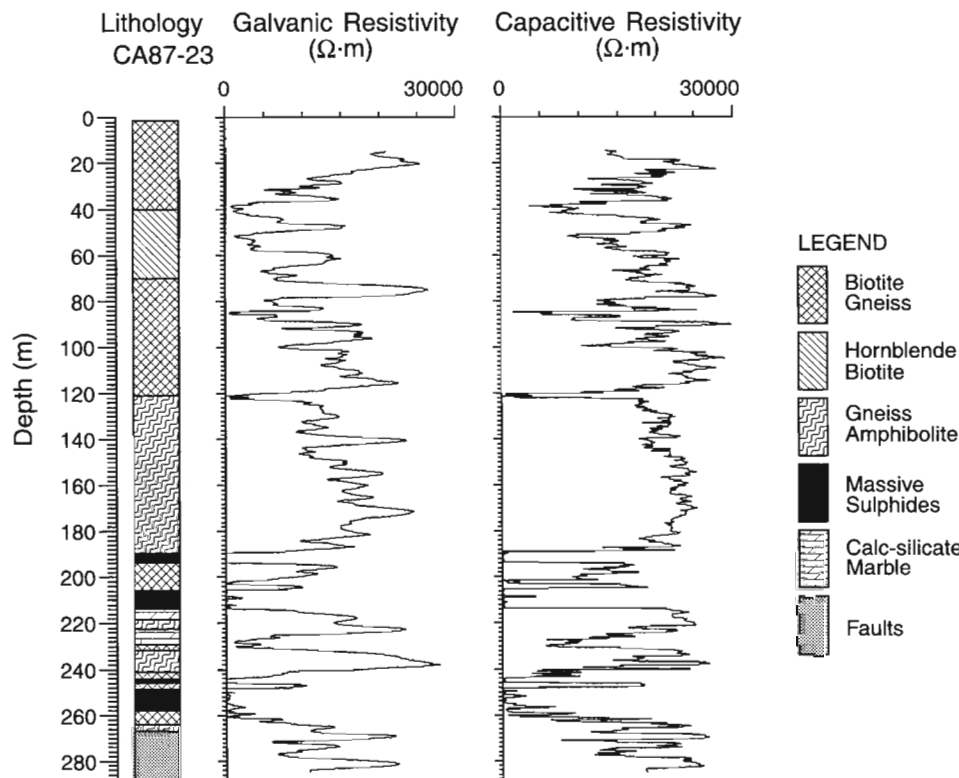 Lithology
CA87-23
Galvanic Resistivity
(Ω·m)
Capacitive Resistivity
(Ω·m)
0
30000
0
30000
Depth (m)
0
20
40
60
80
100
120
140
160
180
200
220
240
260
280
LEGEND
Biotite
Gneiss
Hornblende
Biotite
Gneiss
Amphibolite
Massive
Sulphides
Calc-silicate
Marble
Faults